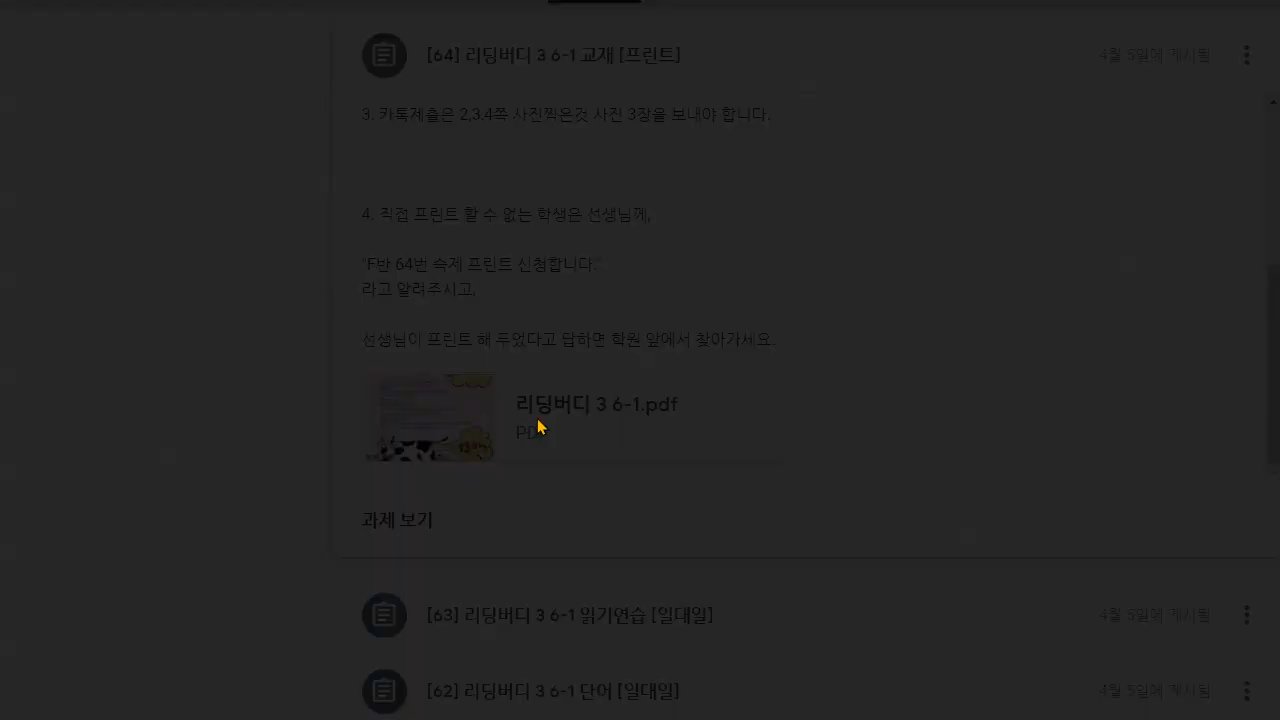 [64] 리딩버디 3 6-1 교재 [프린트]
4월 5일에 게시됨
3. 카톡제출은 2,3.4쪽 사진찍은것 사진 3장을 보내야 합니다.
4. 직접 프린트 할 수 없는 학생은 선생님께,
"F반 64번 숙제 프린트 신청합니다."
라고 알려주시고,
선생님이 프린트 해 두었다고 답하면 학원 앞에서 찾아가세요.
리딩버디 3 6-1.pdf
과제 보기
[63] 리딩버디 3 6-1 읽기연습 [일대일]
4월 5일에 게시됨
[62] 리딩버디 3 6-1 단어 [일대일]
4월 5일에 게시됨